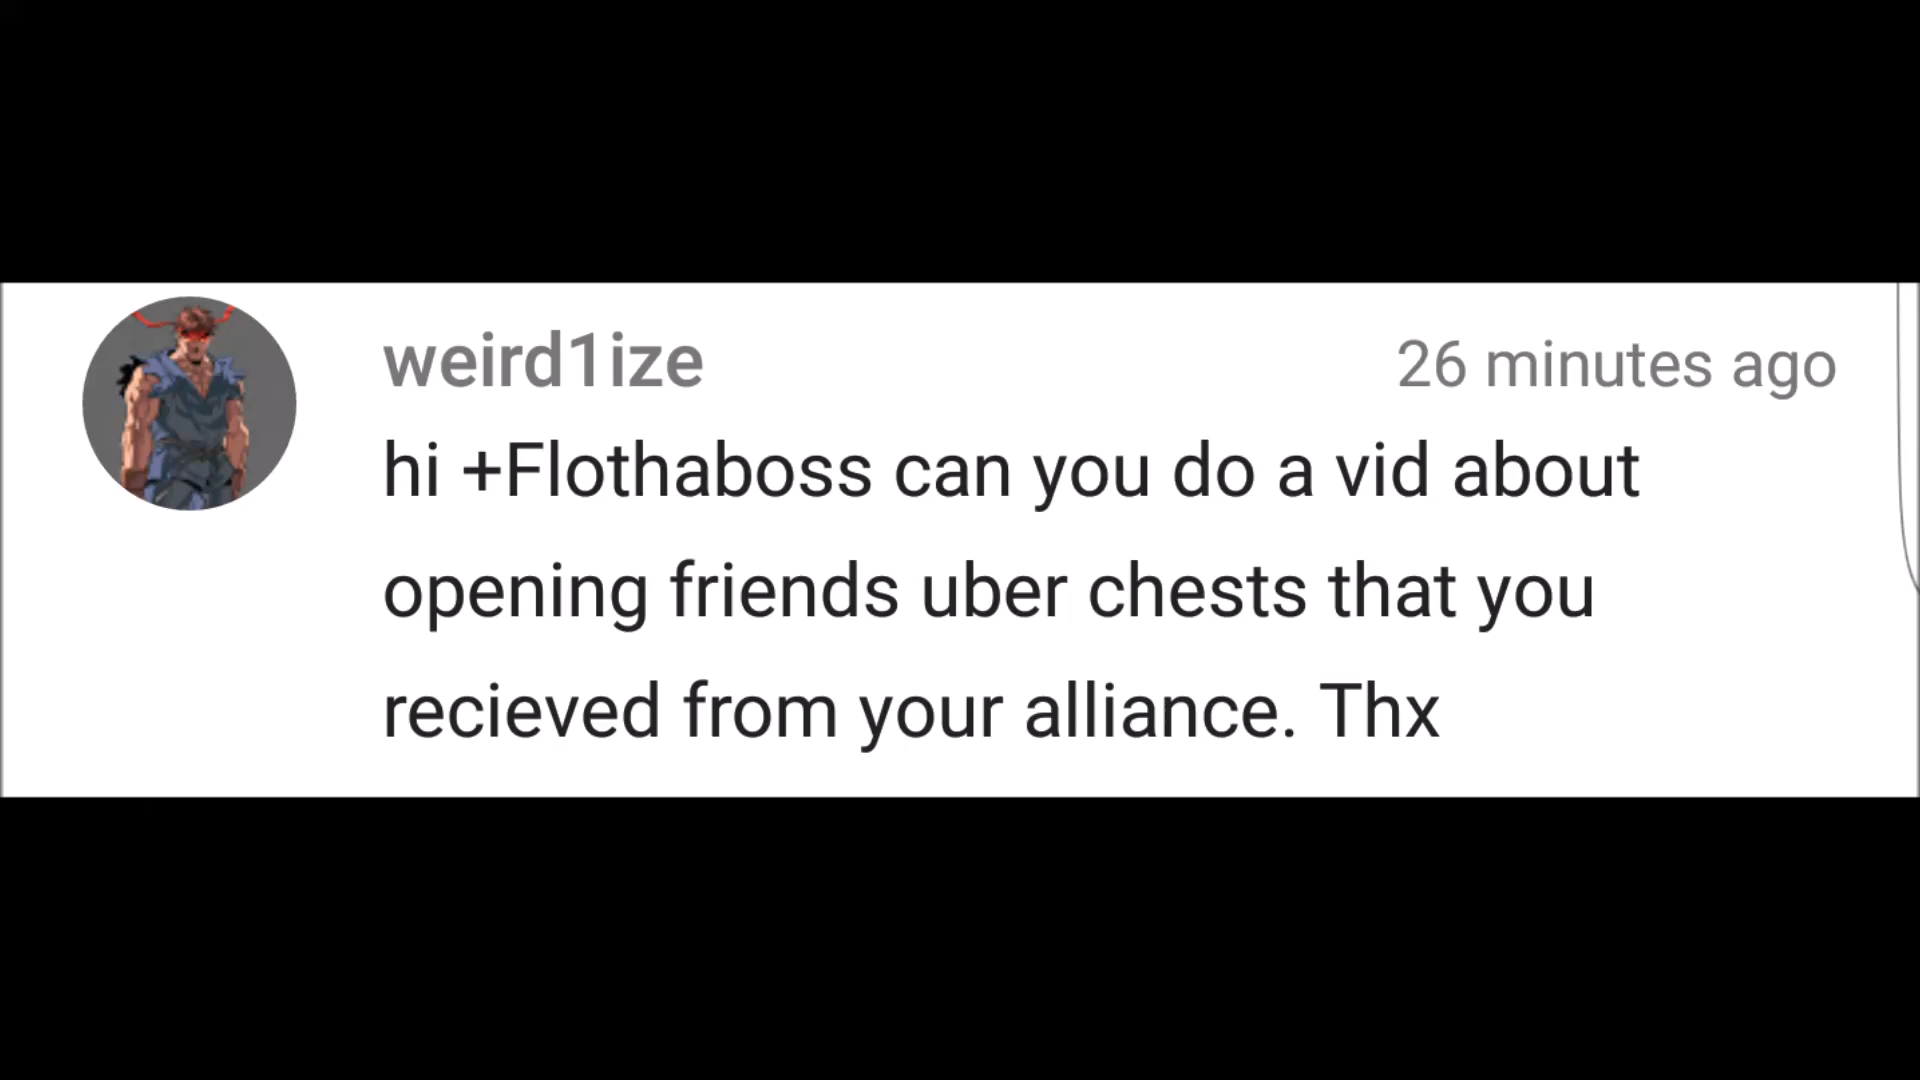 weird1ize 26 minutes ago
hi +Flothaboss can you do a vid about
opening friends uber chests that you
recieved from your alliance. Thx